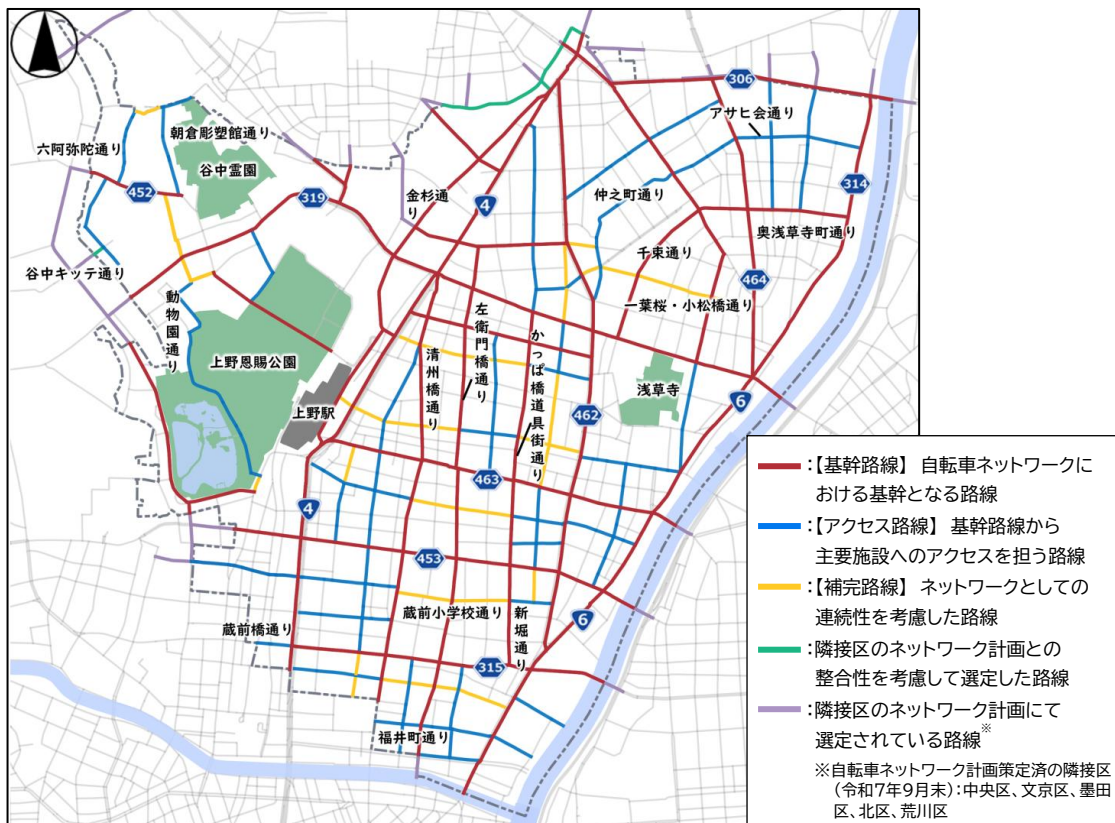 306
アサヒ会通り
朝倉彫塑館通り
六阿弥陀通り
谷中霊園
452
319
金杉通
り
4
仲之町通り
314
奥浅草寺町通り
千束通り
464
谷中キッテ通り
動物園通り
一葉桜・小松橋通り
左衛門橋通り
かっぱ橋道具街通り
清州橋通り
上野恩賜公園
浅草寺
6
上野駅
462
463
4
453
蔵前小学校通り
新堀通り
6
蔵前橋通り
315
福井町通り
:【基幹路線】 自転車ネットワークに
おける基幹となる路線
:【アクセス路線】 基幹路線から
主要施設へのアクセスを担う路線
:【補完路線】 ネットワークとしての
連続性を考慮した路線
:隣接区のネットワーク計画との
整合性を考慮して選定した路線
:隣接区のネットワーク計画にて
選定されている路線※
※自転車ネットワーク計画策定済の隣接区
(令和7年9月末):中央区、文京区、墨田
区、北区、荒川区